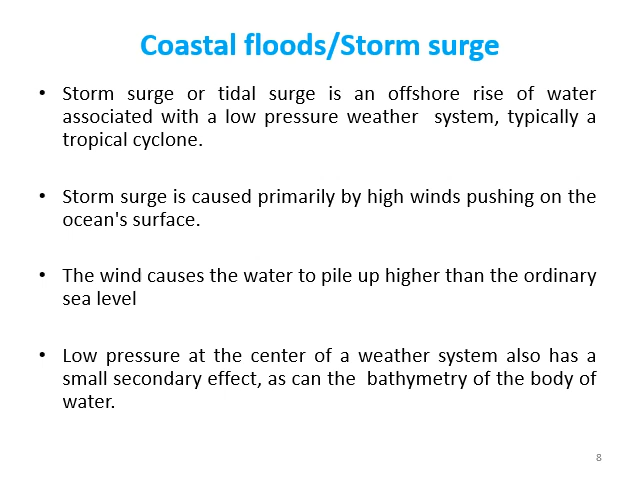 Coastal floods/Storm surge
• Storm surge or tidal surge is an offshore rise of water
associated with a low pressure weather  system, typically a
tropical cyclone.
• Storm surge is caused primarily by high winds pushing on the
ocean's surface.
• The wind causes the water to pile up higher than the ordinary
sea level
• Low pressure at the center of a weather system also has a
small secondary effect, as can the  bathymetry of the body of
water.
8